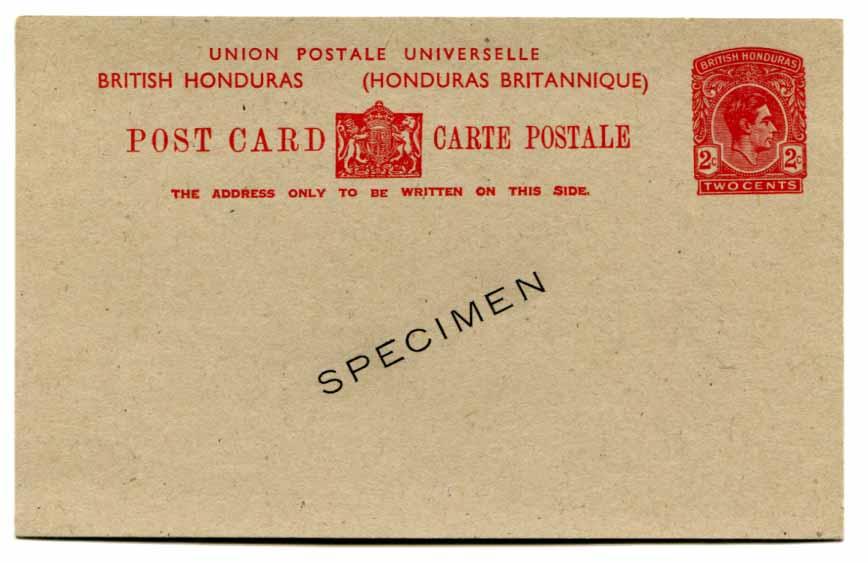 UNION POSTALE UNIVERSELLE
BRITISH HONDURAS (HONDURAS BRITANNIQUE)
POST CARD CARTE POSTALE
THE ADDRESS ONLY TO BE WRITTEN ON THIS SIDE.
BRITISH HONDURAS
2c 2c
TWO CENTS
SPECIMEN